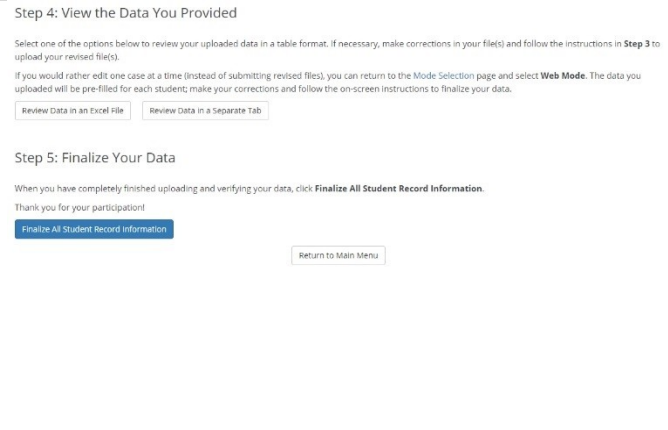 Step 4: View the Data You Provided
Select one of the options below to review your uploaded data in a table format. If necessary, make corrections in your file(s) and follow the instructions in Step 3 to
upload your revised file(s).
If you would rather edit one case at a time (instead of submitting revised files), you can return to the Mode Selection page and select Web Mode. The data you
uploaded will be pre-filled for each student; make your corrections and follow the on-screen instructions to finalize your data.
Review Data in an Excel File Review Data in a Separate Tab
Step 5: Finalize Your Data
When you have completely finished uploading and verifying your data, click Finalize All Student Record Information.
Thank you for your participation!
Finalize All Student Record Information
Return to Main Menu